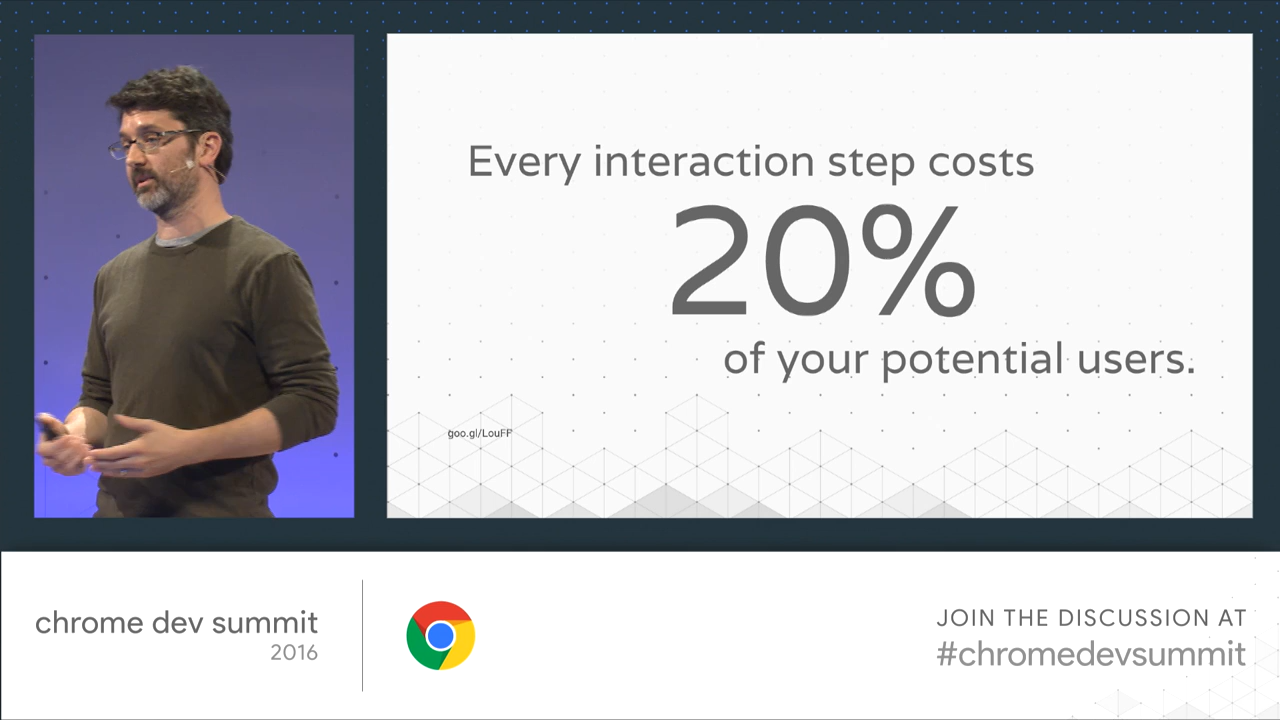 Every interaction step costs
20%
of your potential users.
goo.gl/LouFF
chrome dev summit
2016
JOIN THE DISCUSSION AT
#chromedevsummit